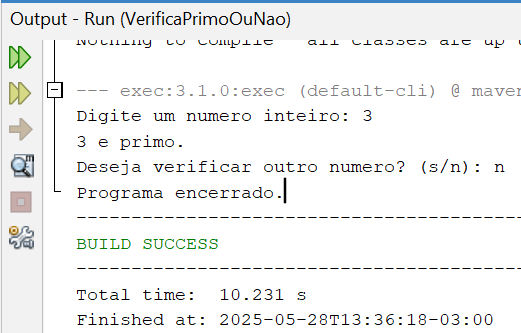 Output - Run (VerificaPrimoOuNao)
Nothing to compile - all classes are up
--- exec:3.1.0:exec (default-cli) @ maven
Digite um numero inteiro: 3
3 e primo.
Deseja verificar outro numero? (s/n): n
Programa encerrado.
------------------------------------------
BUILD SUCCESS
------------------------------------------
Total time:  10.231 s
Finished at: 2025-05-28T13:36:18-03:00